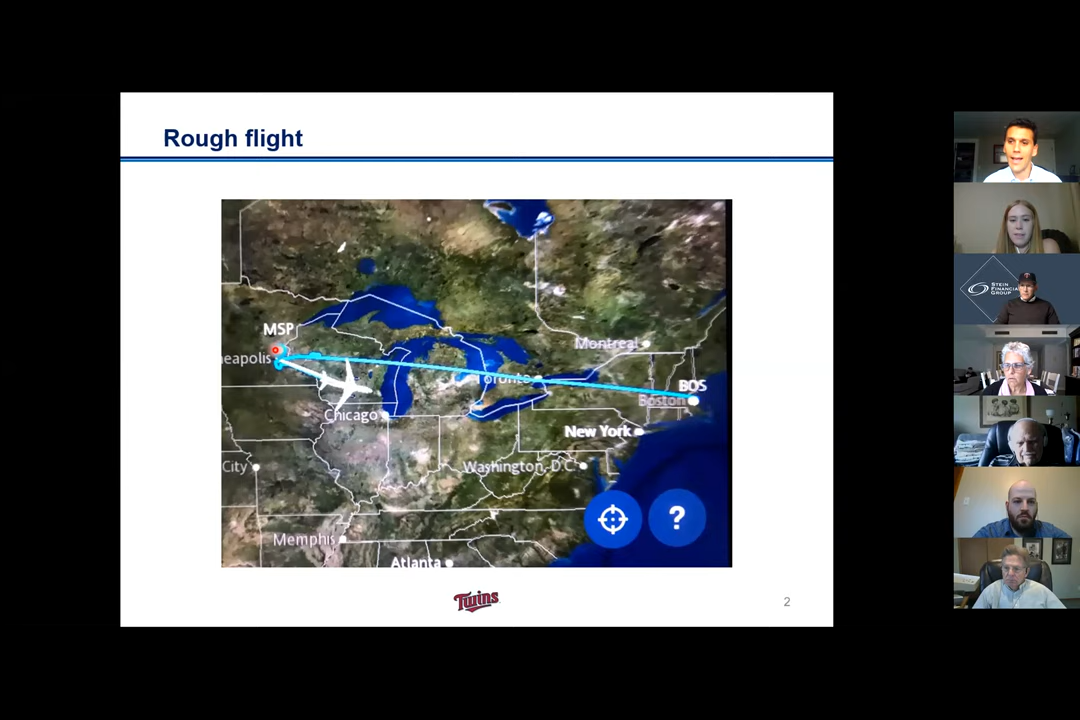 Rough flight
MSP
eapolis
Montreal
Toronto
BOS
Boston
Chicago
New York
City
Washington, D.C.
Memphis
Atlanta
?
Twins
2
STEIN
FINANCIAL
GROUP